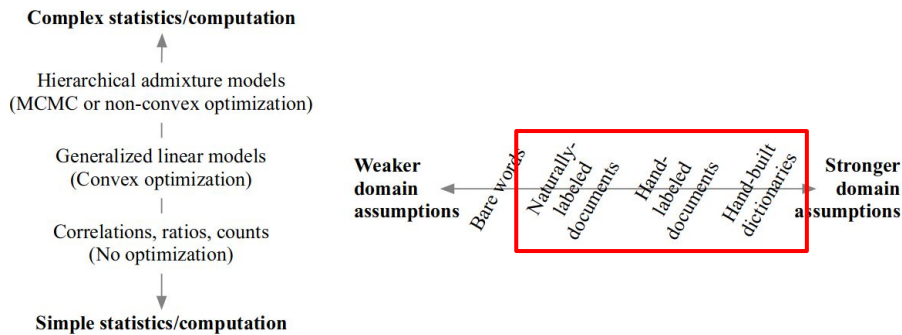 Complex statistics/computation
Hierarchical admixture models
(MCMC or non-convex optimization)
Generalized linear models
(Convex optimization)
Correlations, ratios, counts
(No optimization)
Simple statistics/computation
Weaker
domain
assumptions
Bare words
Naturally-
labeled
documents
Hand-
labeled
documents
Hand-built
dictionaries
Stronger
domain
assumptions